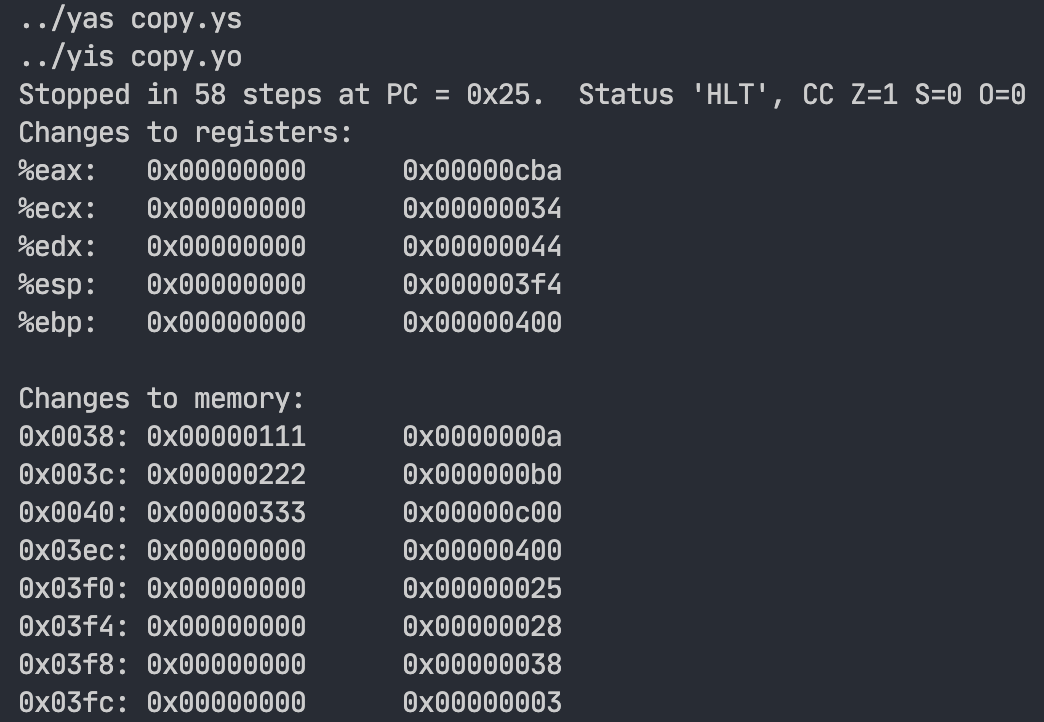 ../yas copy.ys
../yis copy.yo
Stopped in 58 steps at PC = 0x25.  Status 'HLT', CC Z=1 S=0 O=0
Changes to registers:
%eax:   0x00000000      0x00000cba
%ecx:   0x00000000      0x00000034
%edx:   0x00000000      0x00000044
%esp:   0x00000000      0x000003f4
%ebp:   0x00000000      0x00000400

Changes to memory:
0x0038: 0x00000111      0x0000000a
0x003c: 0x00000222      0x000000b0
0x0040: 0x00000333      0x00000c00
0x03ec: 0x00000000      0x00000400
0x03f0: 0x00000000      0x00000025
0x03f4: 0x00000000      0x00000028
0x03f8: 0x00000000      0x00000038
0x03fc: 0x00000000      0x00000003